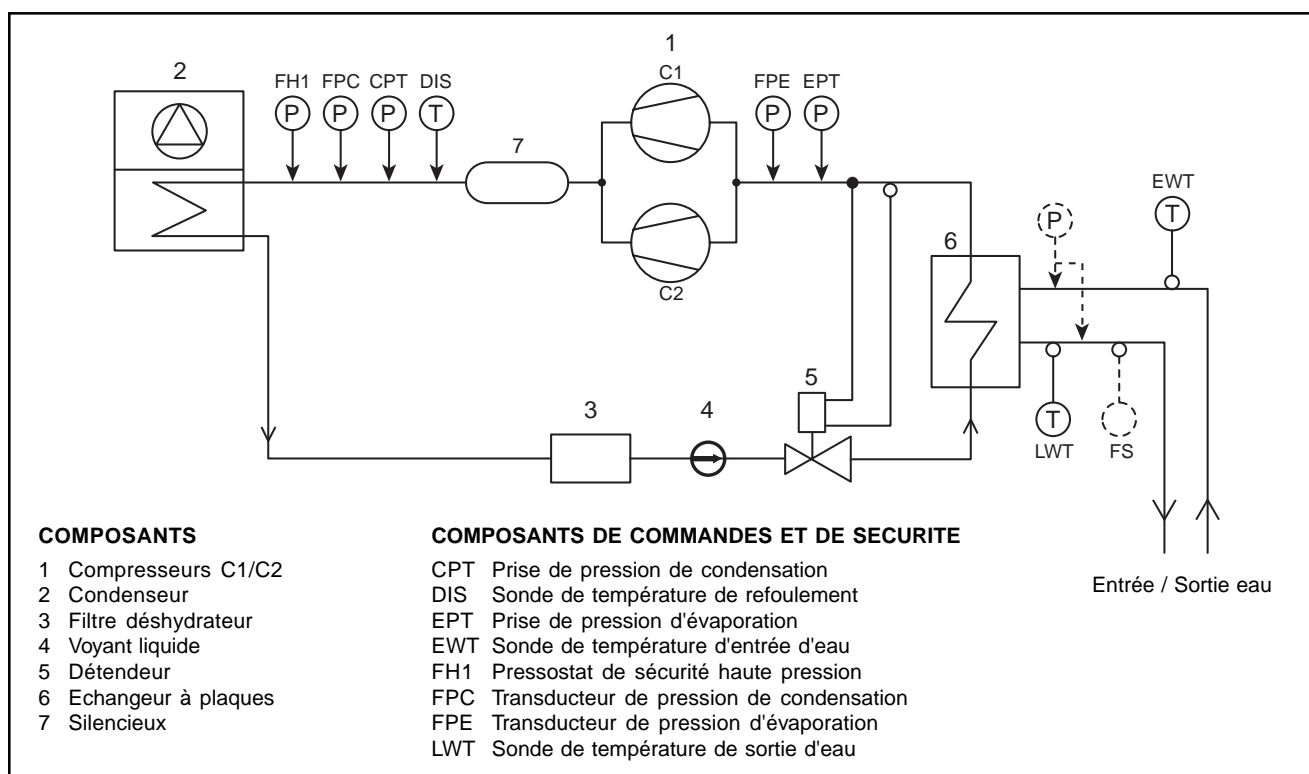 1
2
FH1 FPC CPT DIS
C1
FPE EPT
P P P T
P P
7
EWT
P
T
6
C2
5
3
4
T
LWT FS
COMPOSANTS
1 Compresseurs C1/C2
2 Condenseur
3 Filtre déshydrateur
4 Voyant liquide
5 Détendeur
6 Echangeur à plaques
7 Silencieux
COMPOSANTS DE COMMANDES ET DE SECURITE
CPT Prise de pression de condensation
DIS Sonde de température de refoulement
EPT Prise de pression d'évaporation
EWT Sonde de température d'entrée d'eau
FH1 Pressostat de sécurité haute pression
FPC Transducteur de pression de condensation
FPE Transducteur de pression d'évaporation
LWT Sonde de température de sortie d'eau
Entrée / Sortie eau